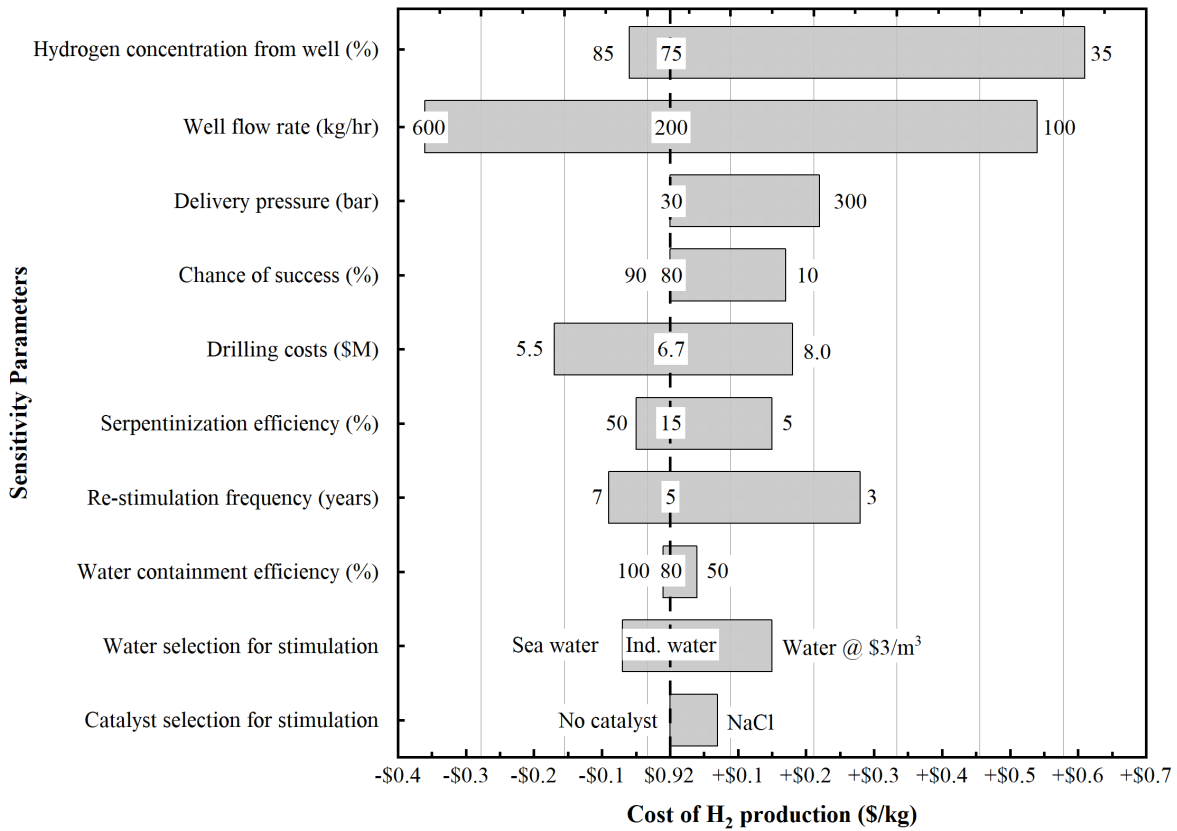 Sensitivity Parameters
Hydrogen concentration from well (%) 85 75 35
Well flow rate (kg/hr) 600 200 100
Delivery pressure (bar) 30 300
Chance of success (%) 90 80 10
Drilling costs ($M) 5.5 6.7 8.0
Serpentinization efficiency (%) 50 15 5
Re-stimulation frequency (years) 7 5 3
Water containment efficiency (%) 100 80 50
Water selection for stimulation Sea water Ind. water Water @ $3/m³
Catalyst selection for stimulation No catalyst NaCl
-$0.4 -$0.3 -$0.2 -$0.1 $0.92 +$0.1 +$0.2 +$0.3 +$0.4 +$0.5 +$0.6 +$0.7
Cost of H₂ production ($/kg)